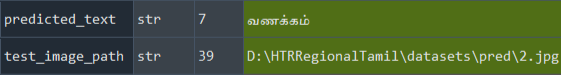 predicted_text str 7 வணக்கம்
test_image_path str 39 D:\HTRRegionalTamil\datasets\pred\2.jpg